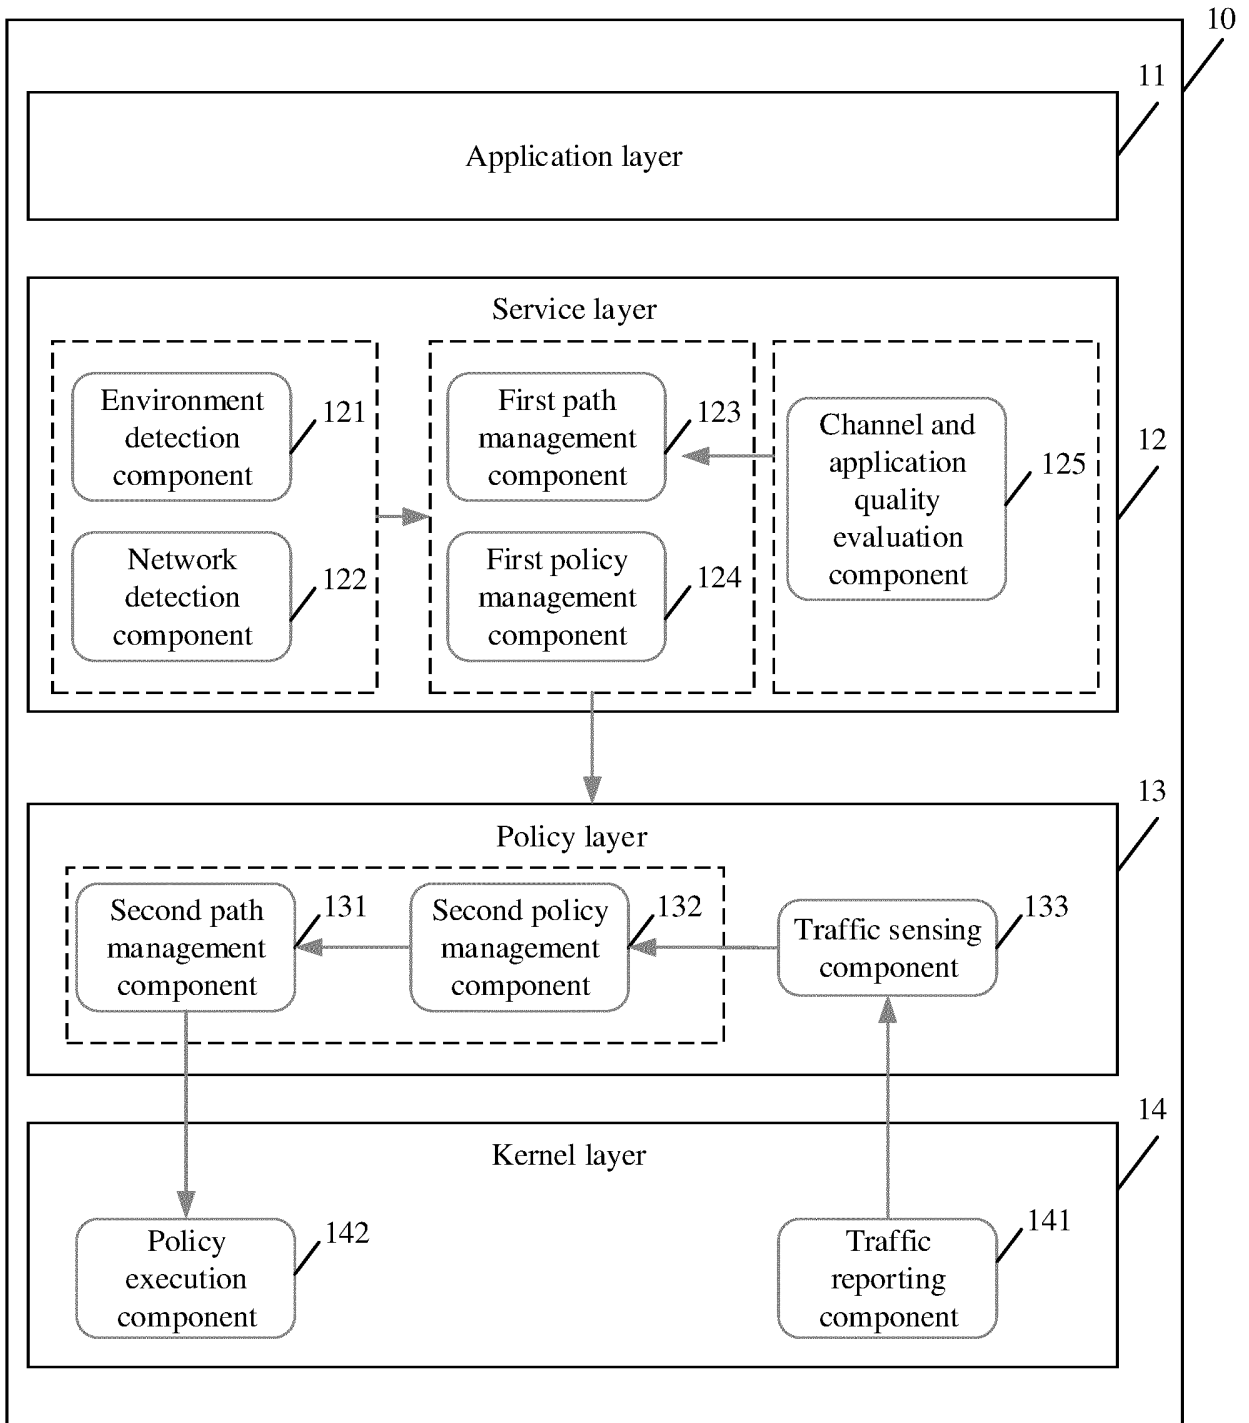 10
11
Application layer
Service layer
Environment
detection
component
121
Network
detection
component
122
First path
management
component
123
First policy
management
component
124
Channel and
application
quality
evaluation
component
125
12
13
Policy layer
Second path
management
component
131
Second policy
management
component
132
Traffic sensing
component
133
14
Kernel layer
Policy
execution
component
142
Traffic
reporting
component
141